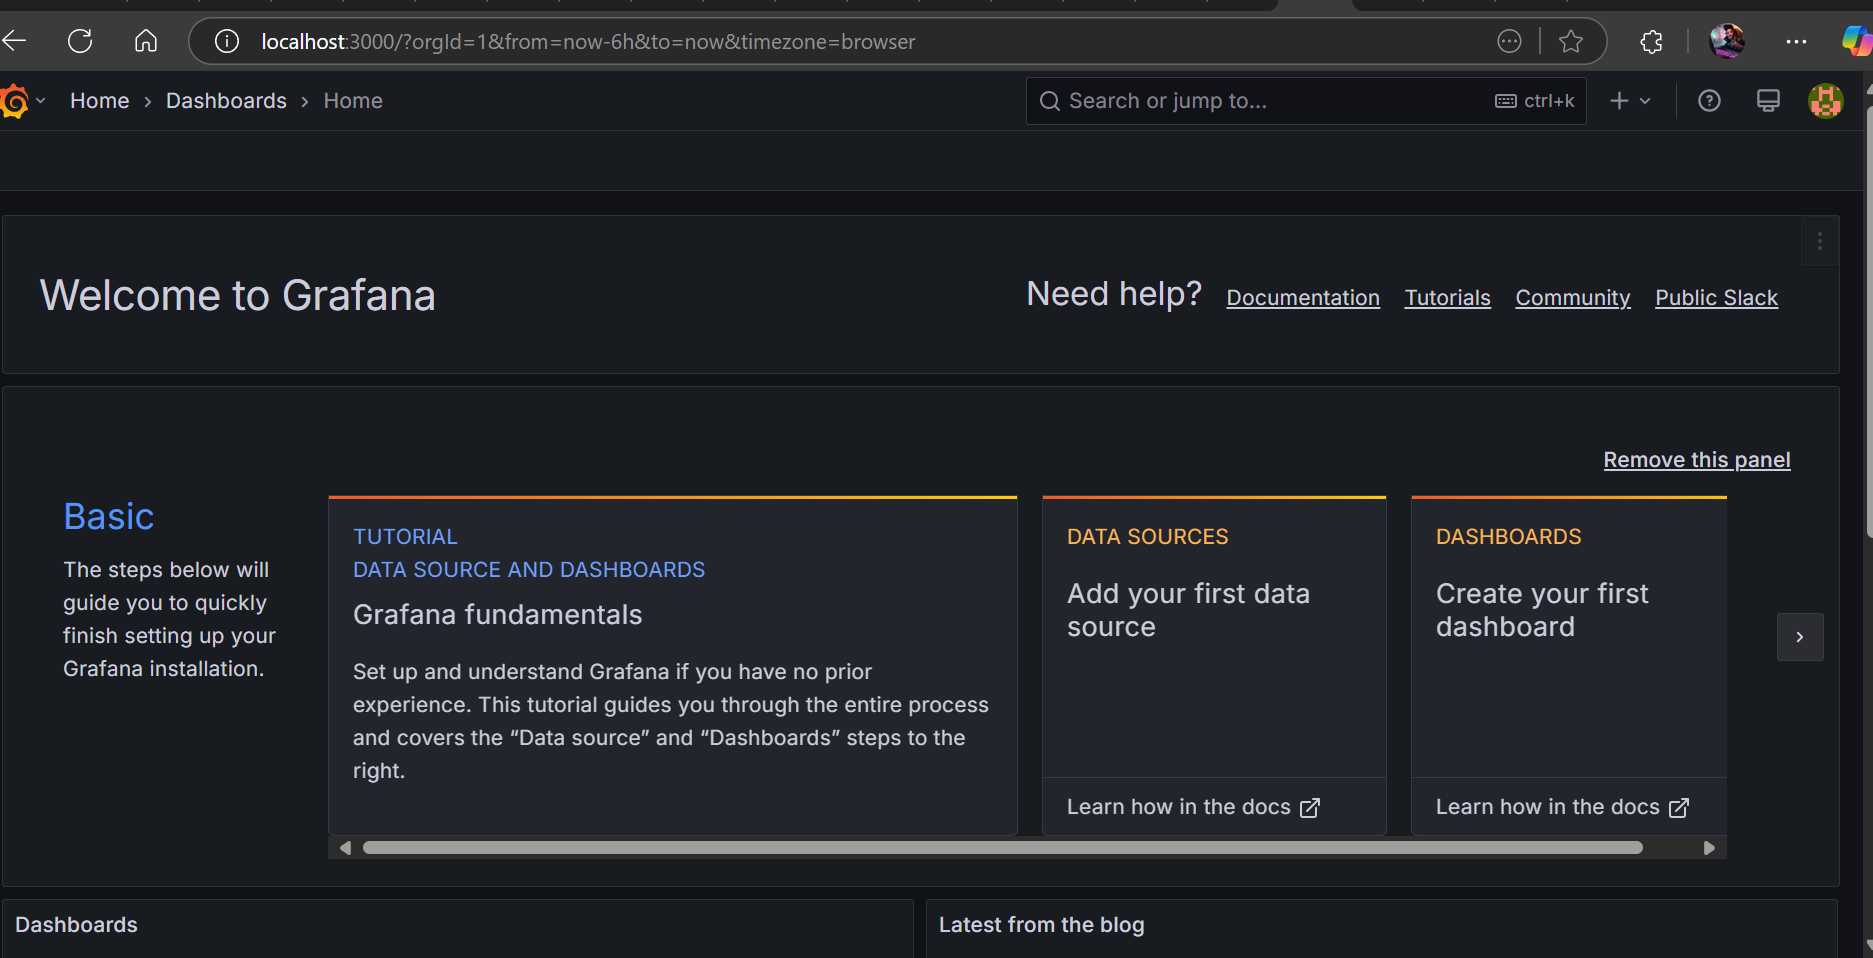 localhost:3000/?orgId=1&from=now-6h&to=now&timezone=browser
Home › Dashboards › Home
Search or jump to...
ctrl+k
Welcome to Grafana
Need help?
Documentation
Tutorials
Community
Public Slack
Remove this panel
Basic
The steps below will
guide you to quickly
finish setting up your
Grafana installation.
TUTORIAL
DATA SOURCE AND DASHBOARDS
Grafana fundamentals
Set up and understand Grafana if you have no prior
experience. This tutorial guides you through the entire process
and covers the “Data source” and “Dashboards” steps to the
right.
DATA SOURCES
Add your first data
source
Learn how in the docs
DASHBOARDS
Create your first
dashboard
Learn how in the docs
Dashboards
Latest from the blog